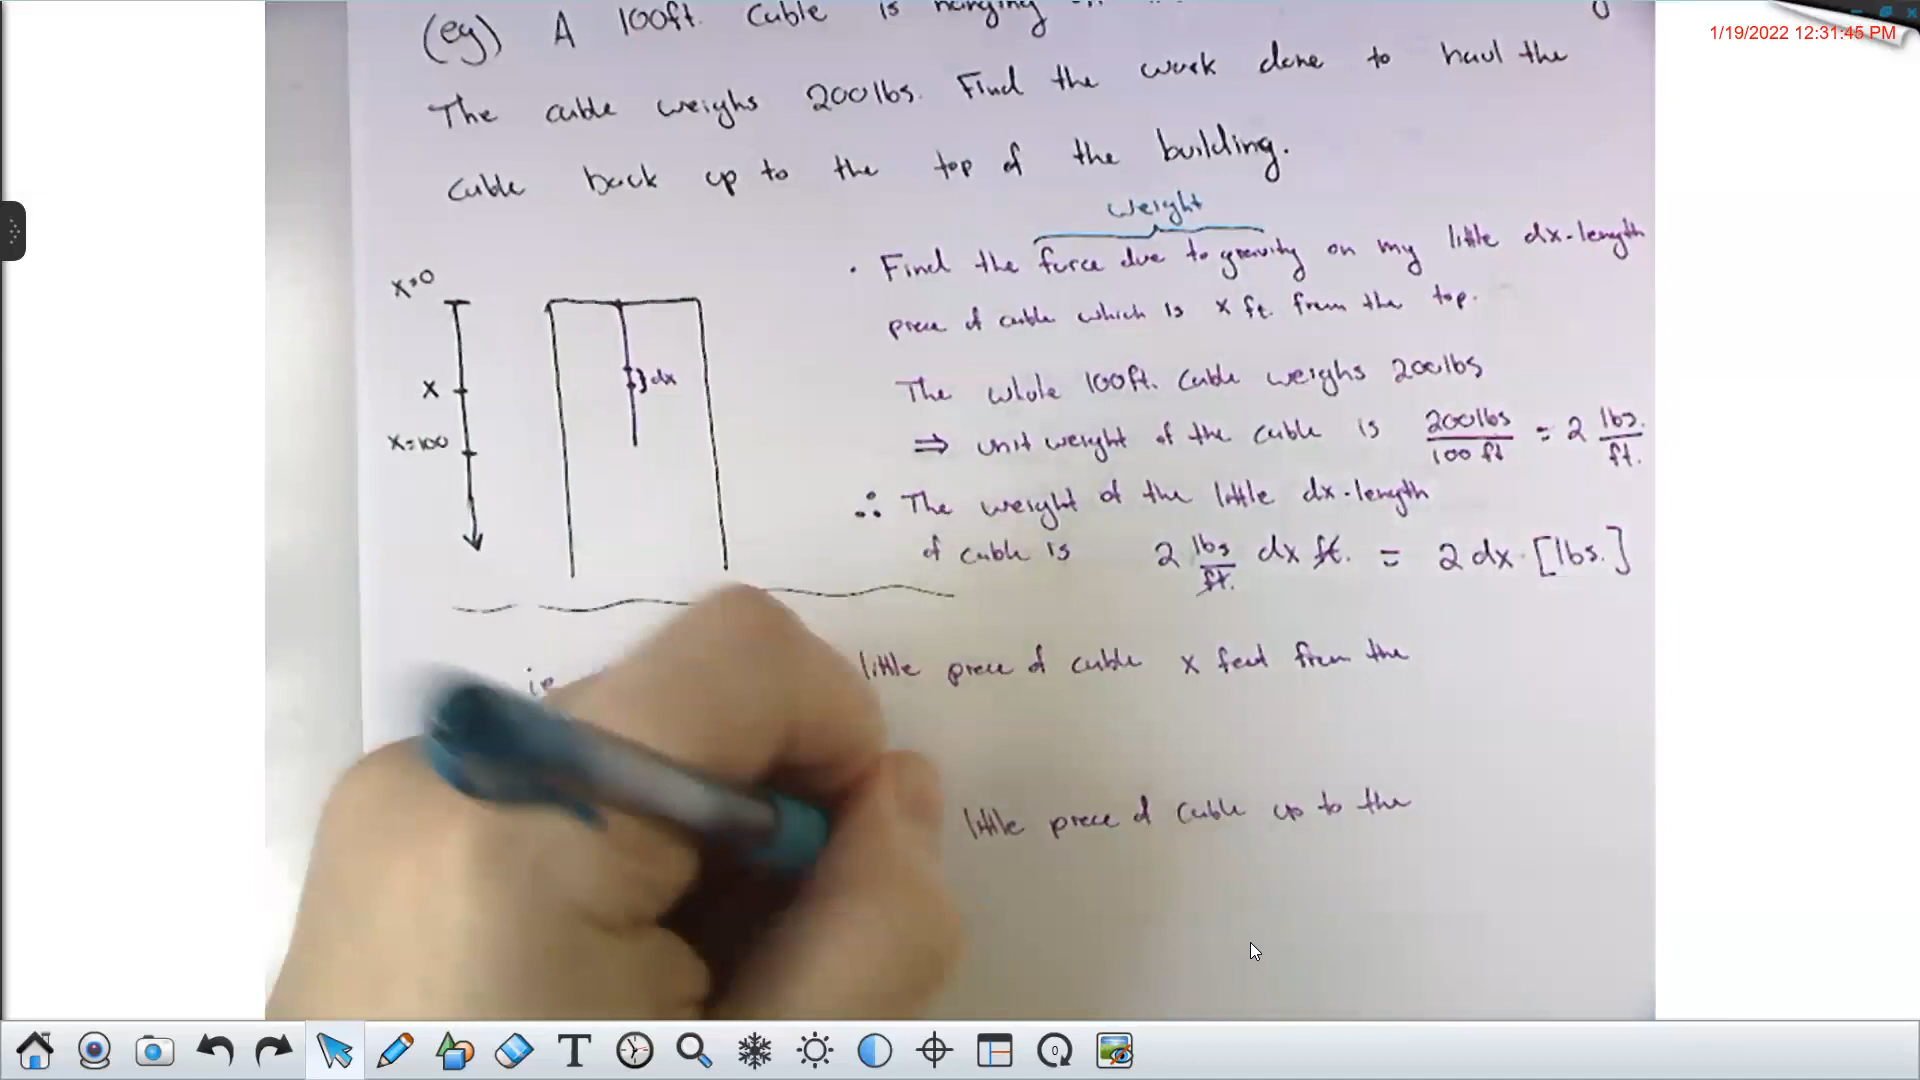 1/19/2022 12:31:45 PM
(eg) A 100ft. Cable is hanging
The cable weighs 200lbs. Find the work done to haul the
cable back up to the top of the building.
weight
• Find the force due to gravity on my little dx-length
piece of cable which is x ft. from the top.
x=0
x
x=100
}dx
The whole 100ft. Cable weighs 200lbs
⇒ unit weight of the cable is 200lbs/100 ft = 2 lbs./ft.
∴ The weight of the little dx-length
of cable is 2 lbs/ft. dx ft. = 2 dx [lbs.]
ie
little piece of cable x feet from the
little piece of cable up to the
T
0